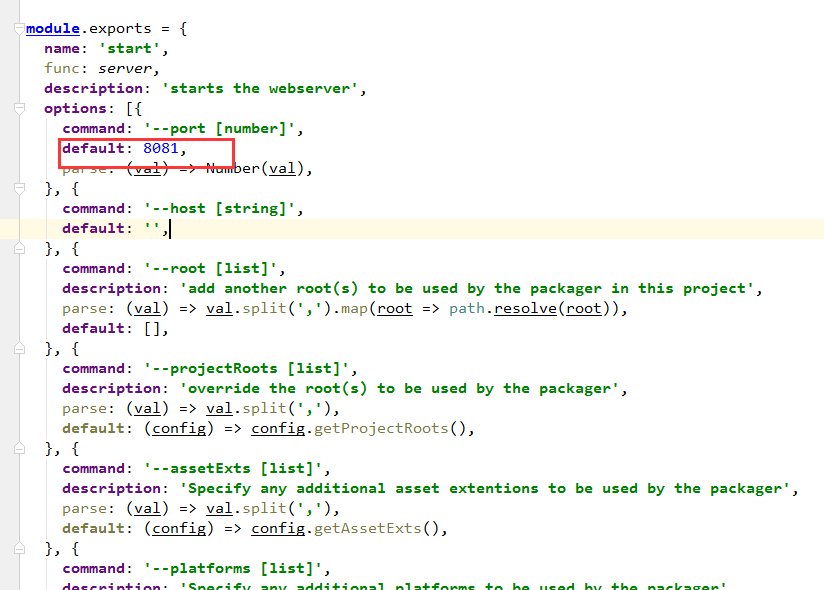 module.exports = {
name: 'start',
func: server,
description: 'starts the webserver',
options: [{
command: '--port [number]',
default: 8081,
parse: (val) => Number(val),
}, {
command: '--host [string]',
default: '',
}, {
command: '--root [list]',
description: 'add another root(s) to be used by the packager in this project',
parse: (val) => val.split(',').map(root => path.resolve(root)),
default: [],
}, {
command: '--projectRoots [list]',
description: 'override the root(s) to be used by the packager',
parse: (val) => val.split(','),
default: (config) => config.getProjectRoots(),
}, {
command: '--assetExts [list]',
description: 'Specify any additional asset extentions to be used by the packager',
parse: (val) => val.split(','),
default: (config) => config.getAssetExts(),
}, {
command: '--platforms [list]',
description: 'Specify any additional platforms to be used by the packager'